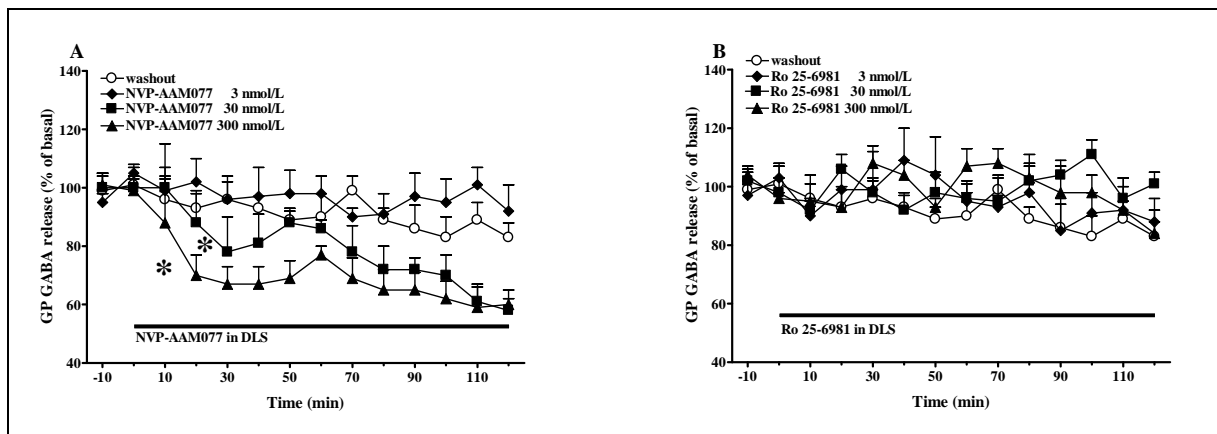 A
washout
NVP-AAM077 3 nmol/L
NVP-AAM077 30 nmol/L
NVP-AAM077 300 nmol/L
GP GABA release (% of basal)
140
120
100
80
60
40
*
*
NVP-AAM077 in DLS
-10 10 30 50 70 90 110
Time (min)
B
washout
Ro 25-6981 3 nmol/L
Ro 25-6981 30 nmol/L
Ro 25-6981 300 nmol/L
GP GABA release (% of basal)
140
120
100
80
60
40
Ro 25-6981 in DLS
-10 10 30 50 70 90 110
Time (min)